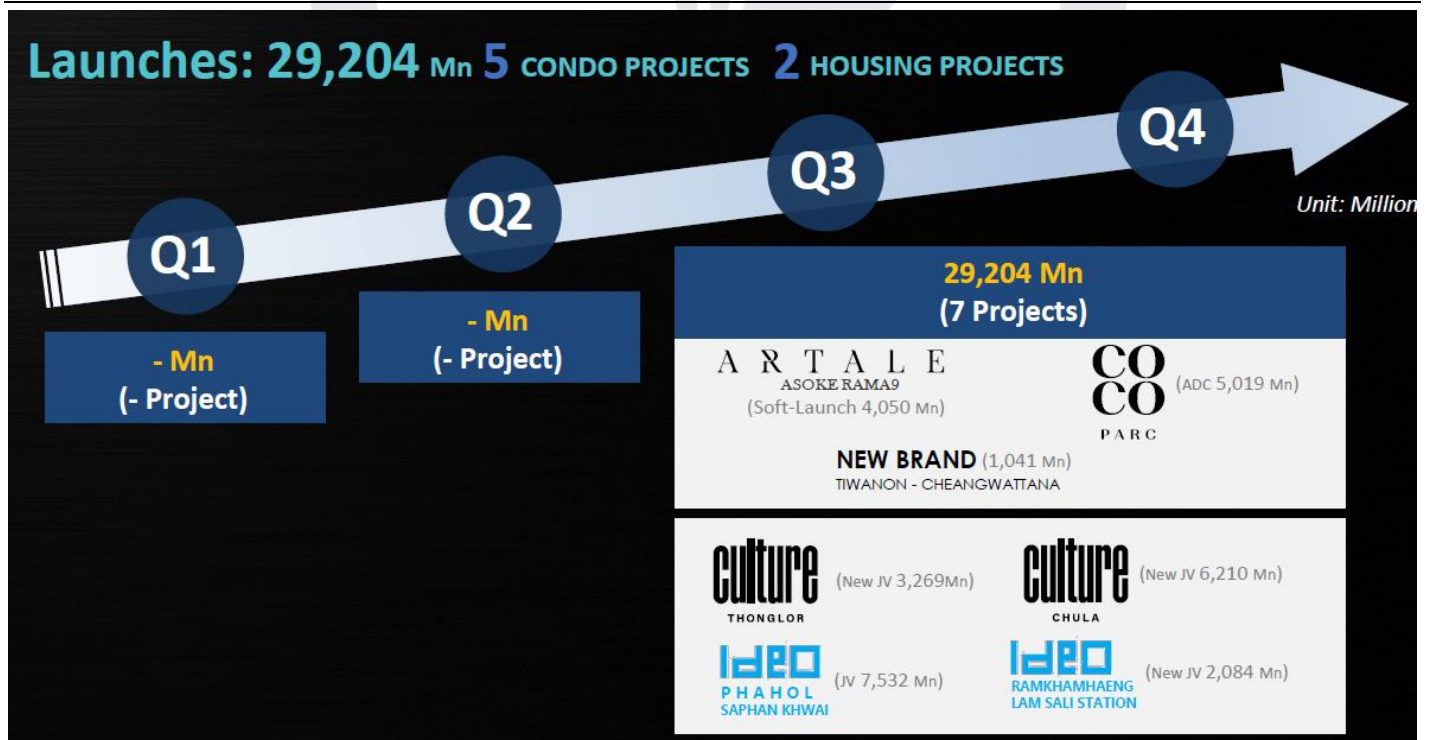 Launches: 29,204 Mn 5 CONDO PROJECTS 2 HOUSING PROJECTS
Q1
Q2
Q3
Q4
Unit: Million
- Mn
(- Project)
- Mn
(- Project)
29,204 Mn
(7 Projects)
ARTALE
ASOKE RAMA9
(Soft-Launch 4,050 Mn)
CO
CO
PARC
(ADC 5,019 Mn)
NEW BRAND (1,041 Mn)
TIWANON - CHEANGWATTANA
culture
THONGLOR
(New JV 3,269Mn)
culture
CHULA
(New JV 6,210 Mn)
Ideo
PHAHOL
SAPHAN KHWAI
(JV 7,532 Mn)
Ideo
RAMKHAMHAENG
LAM SALI STATION
(New JV 2,084 Mn)